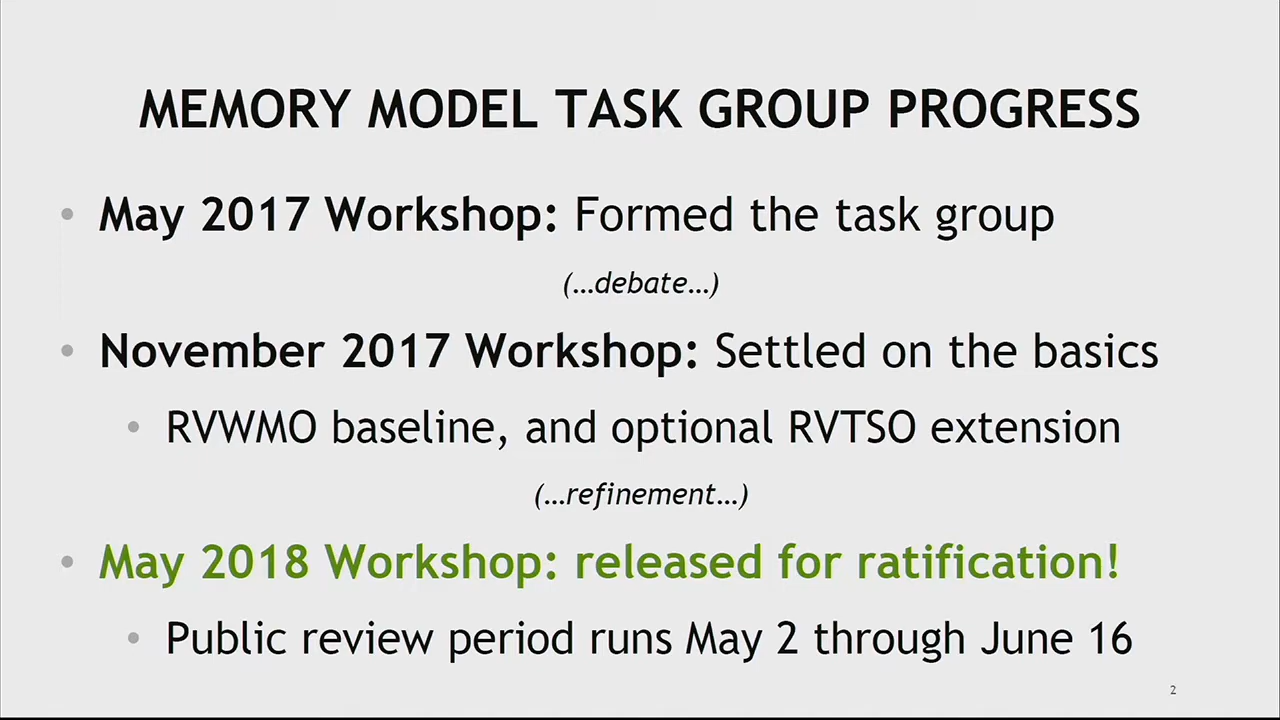 MEMORY MODEL TASK GROUP PROGRESS
• May 2017 Workshop: Formed the task group
(...debate...)
• November 2017 Workshop: Settled on the basics
• RVWMO baseline, and optional RVTSO extension
(...refinement...)
• May 2018 Workshop: released for ratification!
• Public review period runs May 2 through June 16
2